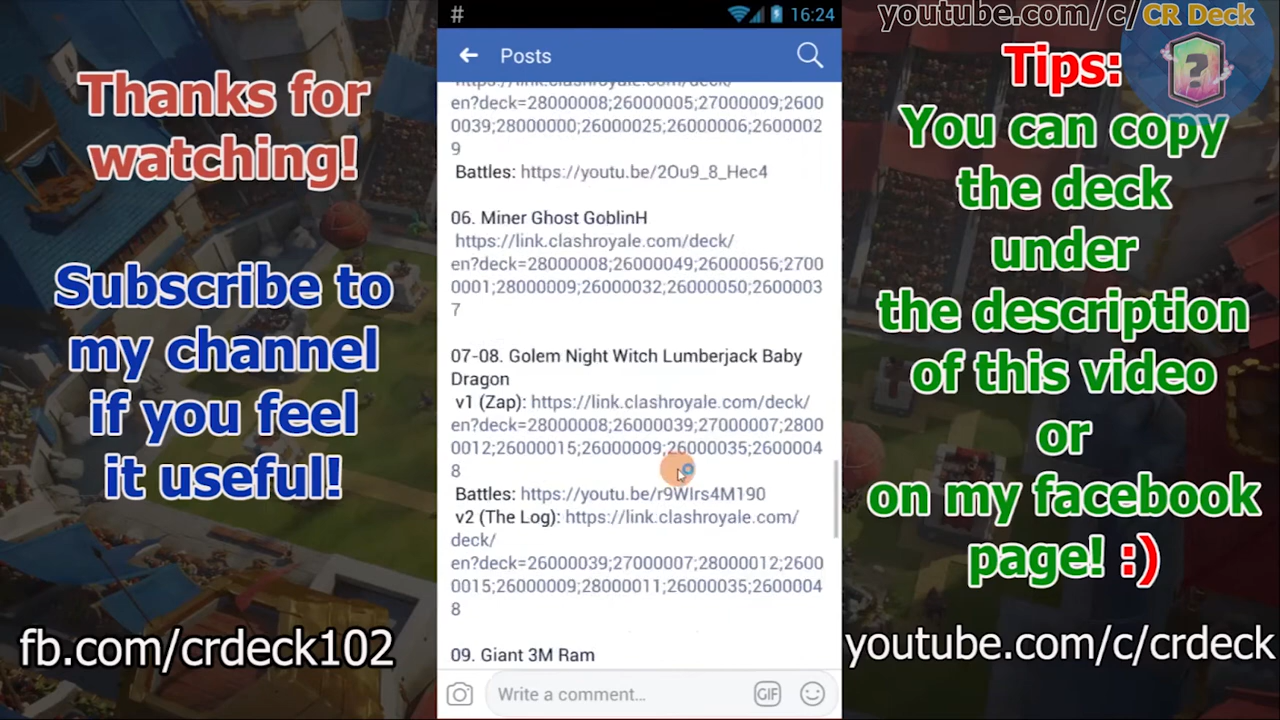 Thanks for
watching!
Subscribe to
my channel
if you feel
it useful!
fb.com/crdeck102
# 16:24
Posts
en?deck=28000008;26000005;27000009;2600
0039;28000000;26000025;26000006;2600002
9
Battles: https://youtu.be/2Ou9_8_Hec4
06. Miner Ghost GoblinH
https://link.clashroyale.com/deck/
en?deck=28000008;26000049;26000056;2700
0001;28000009;26000032;26000050;2600003
7
07-08. Golem Night Witch Lumberjack Baby
Dragon
v1 (Zap): https://link.clashroyale.com/deck/
en?deck=28000008;26000039;27000007;2800
0012;26000015;26000009;26000035;2600004
8
Battles: https://youtu.be/r9WIrs4M190
v2 (The Log): https://link.clashroyale.com/
deck/
en?deck=26000039;27000007;28000012;2600
0015;26000009;28000011;26000035;2600004
8
09. Giant 3M Ram
Write a comment...
GIF
youtube.com/c/CR Deck
?
Tips:
You can copy
the deck
under
the description
of this video
or
on my facebook
page! :)
youtube.com/c/crdeck